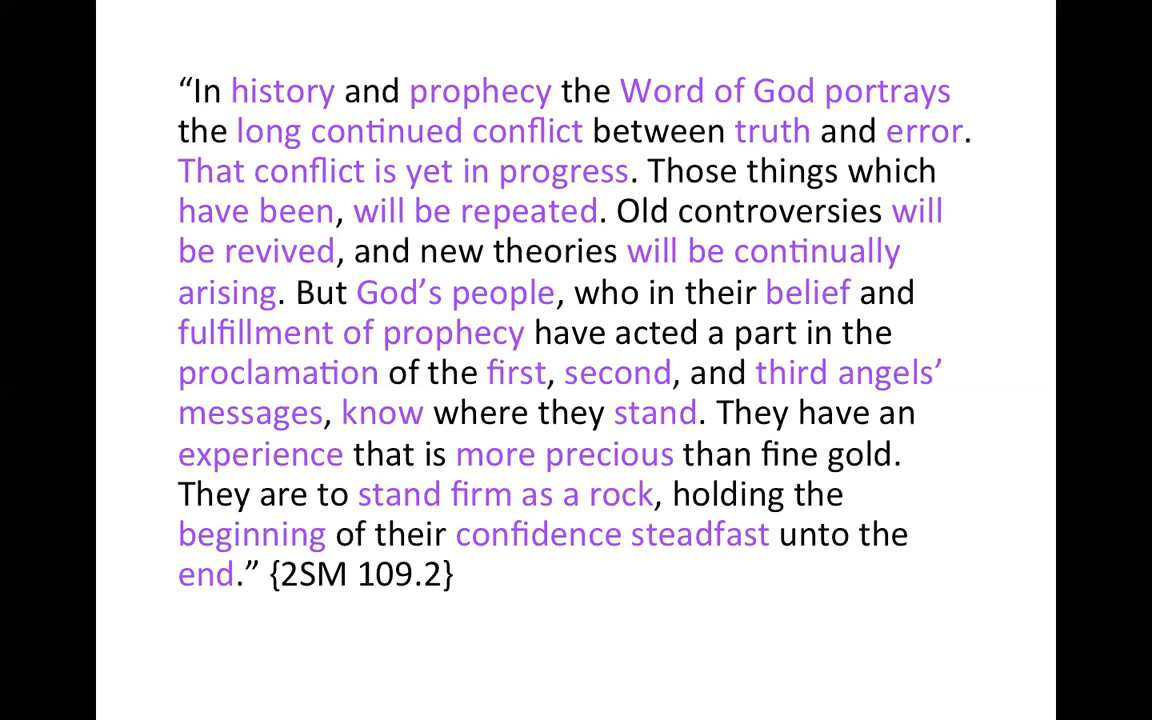 “In history and prophecy the Word of God portrays
the long continued conflict between truth and error.
That conflict is yet in progress. Those things which
have been, will be repeated. Old controversies will
be revived, and new theories will be continually
arising. But God’s people, who in their belief and
fulfillment of prophecy have acted a part in the
proclamation of the first, second, and third angels’
messages, know where they stand. They have an
experience that is more precious than fine gold.
They are to stand firm as a rock, holding the
beginning of their confidence steadfast unto the
end.” {2SM 109.2}